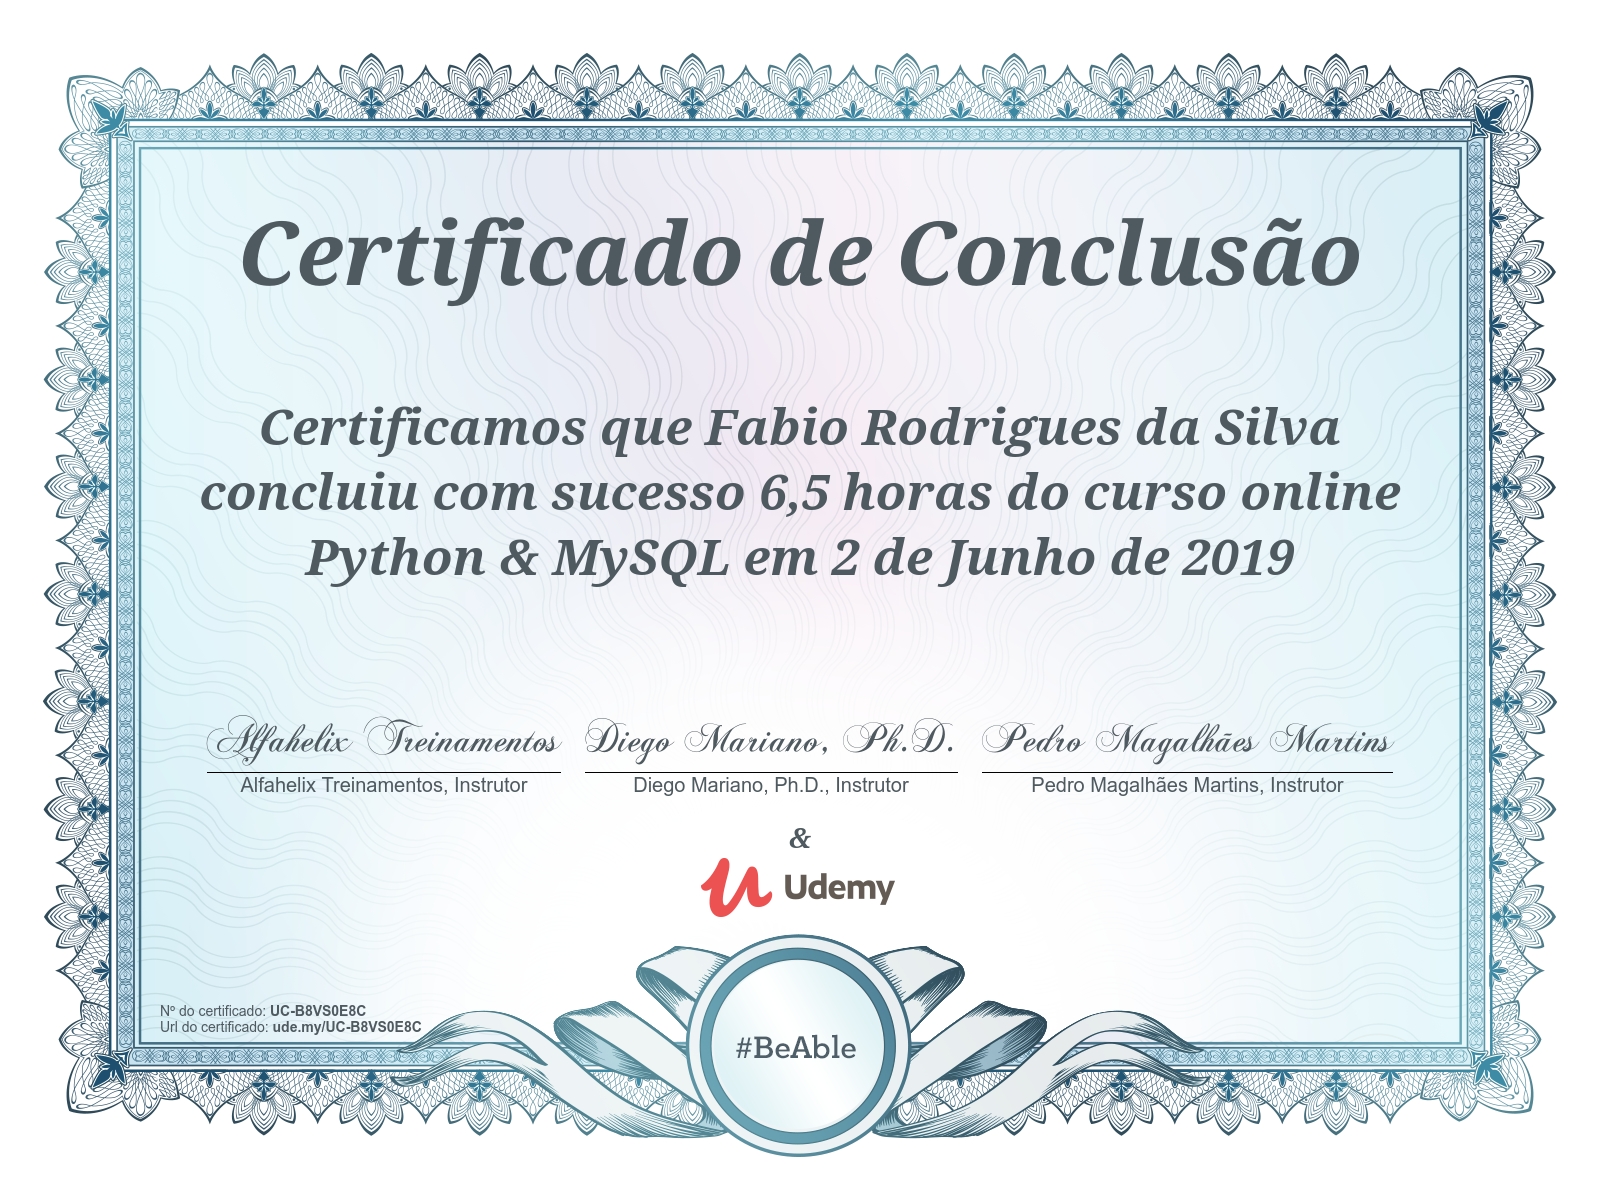 Certificado de Conclusão
Certificamos que Fabio Rodrigues da Silva
concluiu com sucesso 6,5 horas do curso online
Python & MySQL em 2 de Junho de 2019
Alfahelix Treinamentos Diego Mariano, Ph.D. Pedro Magalhães Martins
Alfahelix Treinamentos, Instrutor Diego Mariano, Ph.D., Instrutor Pedro Magalhães Martins, Instrutor
&
Udemy
Nº do certificado: UC-B8VS0E8C
Url do certificado: ude.my/UC-B8VS0E8C
#BeAble